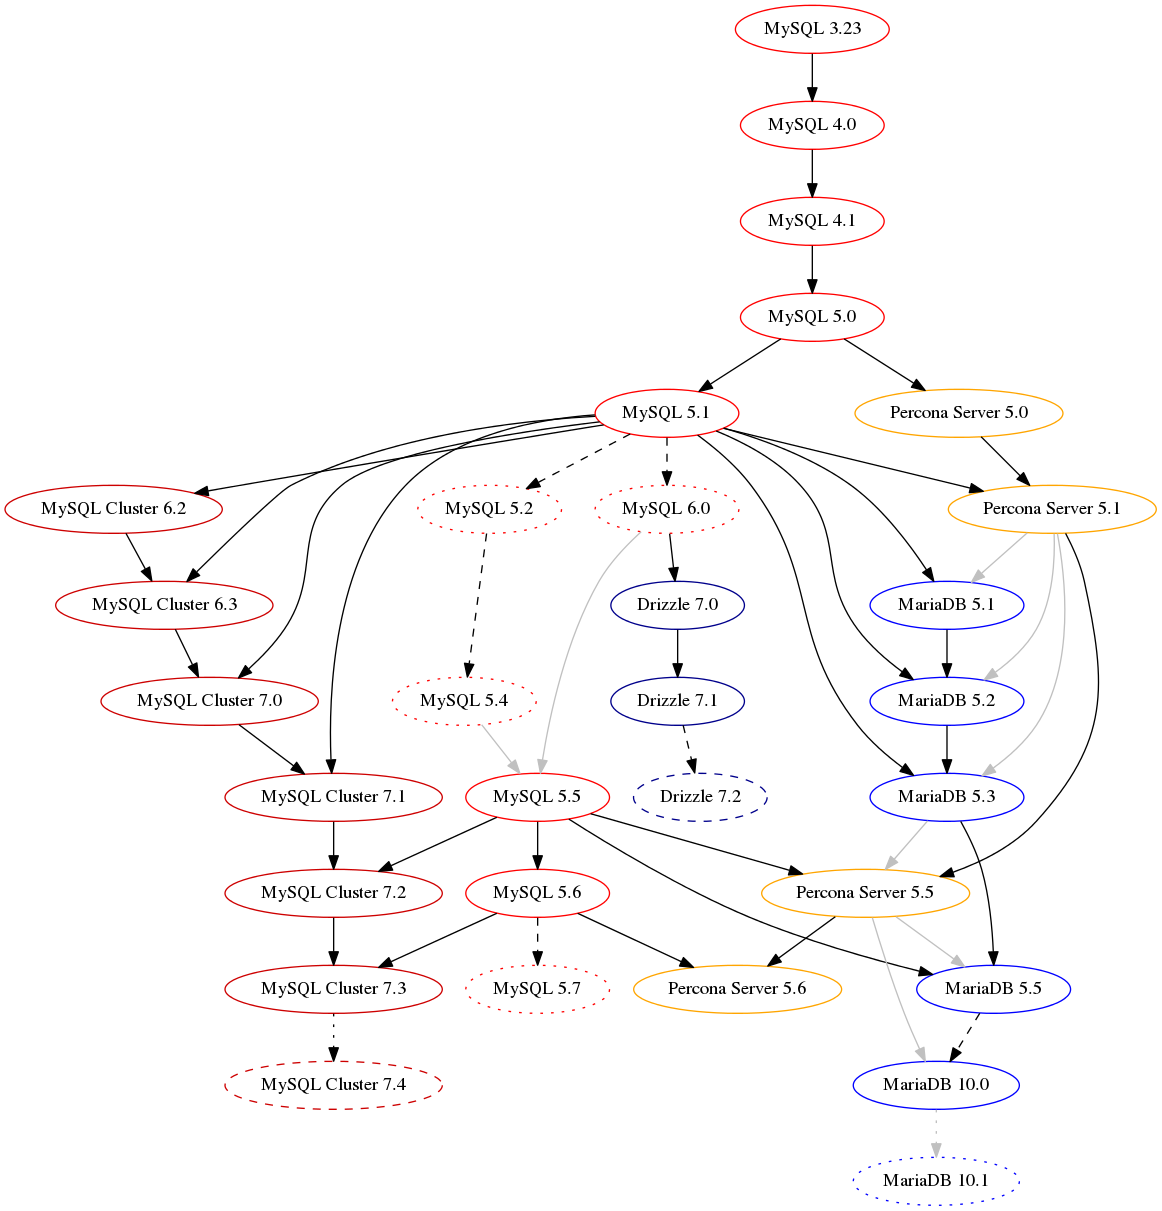 MySQL 3.23
MySQL 4.0
MySQL 4.1
MySQL 5.0
MySQL 5.1
Percona Server 5.0
MySQL Cluster 6.2
MySQL 5.2
MySQL 6.0
Percona Server 5.1
MySQL Cluster 6.3
Drizzle 7.0
MariaDB 5.1
MySQL Cluster 7.0
MySQL 5.4
Drizzle 7.1
MariaDB 5.2
MySQL Cluster 7.1
MySQL 5.5
Drizzle 7.2
MariaDB 5.3
MySQL Cluster 7.2
MySQL 5.6
Percona Server 5.5
MySQL Cluster 7.3
MySQL 5.7
Percona Server 5.6
MariaDB 5.5
MySQL Cluster 7.4
MariaDB 10.0
MariaDB 10.1